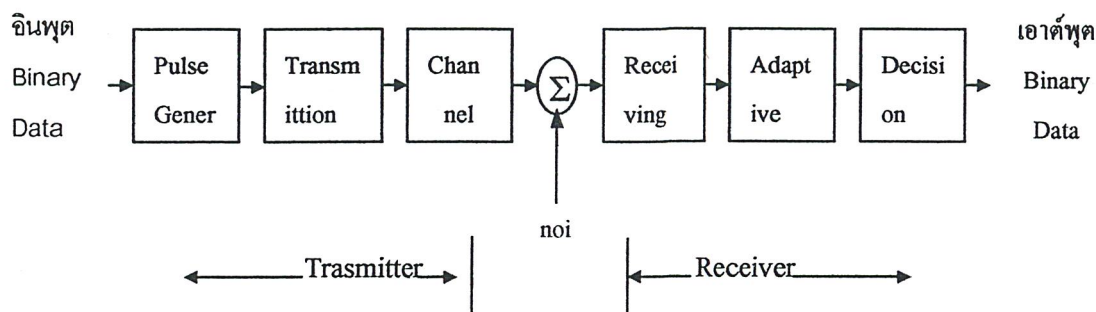 อินพุต
Binary
Data
Pulse
Gener
Transm
ittion
Chan
nel
Σ
Recei
ving
Adapt
ive
Decisi
on
เอาต์พุต
Binary
Data
noi
Trasmitter
Receiver